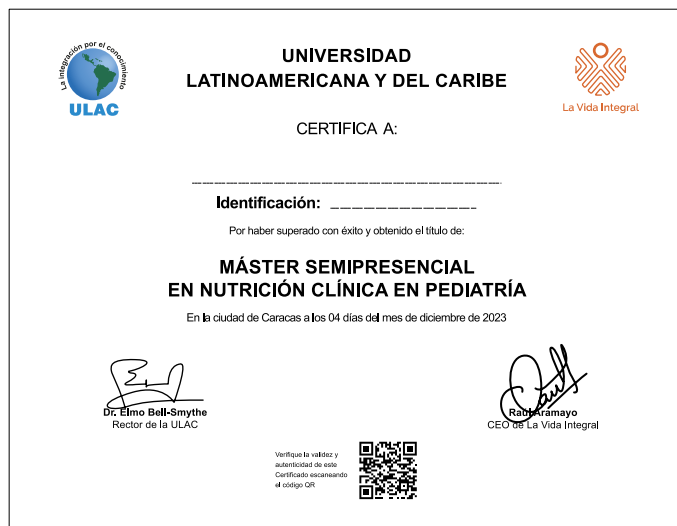 La integración por el conocimiento
ULAC
UNIVERSIDAD
LATINOAMERICANA Y DEL CARIBE
La Vida Integral
CERTIFICA A:
Identificación:
Por haber superado con éxito y obtenido el título de:
MÁSTER SEMIPRESENCIAL
EN NUTRICIÓN CLÍNICA EN PEDIATRÍA
En la ciudad de Caracas a los 04 días del mes de diciembre de 2023
Dr. Elmo Bell-Smythe
Rector de la ULAC
Raúl Aramayo
CEO de La Vida Integral
Verifique la validez y
autenticidad de este
Certificado escaneando
el código QR